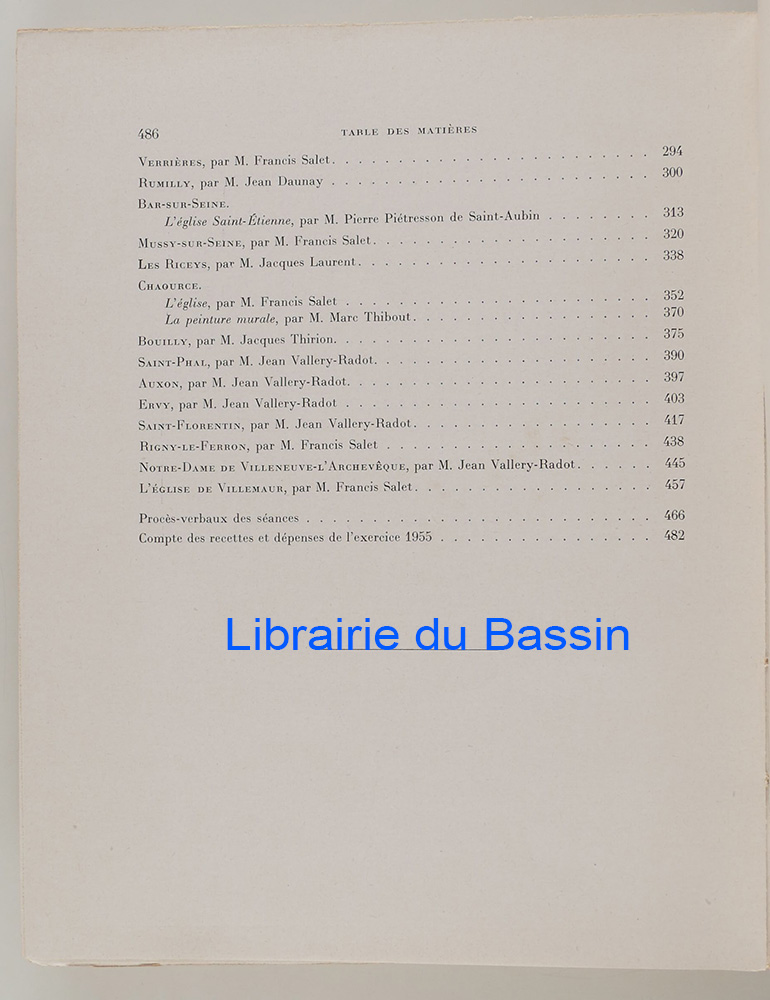 486 TABLE DES MATIÈRES
VERRIÈRES, par M. Francis Salet. . . . . . . . . . . . . . . . . . . . . . . . 294
RUMILLY, par M. Jean Daunay . . . . . . . . . . . . . . . . . . . . . . . . 300
BAR-SUR-SEINE.
L'église Saint-Étienne, par M. Pierre Piétresson de Saint-Aubin . . . . . . . . 313
MUSSY-SUR-SEINE, par M. Francis Salet. . . . . . . . . . . . . . . . . . . . . 320
LES RICEYS, par M. Jacques Laurent. . . . . . . . . . . . . . . . . . . . . . 338
CHAOURCE.
L'église, par M. Francis Salet . . . . . . . . . . . . . . . . . . . . . . . 352
La peinture murale, par M. Marc Thibout. . . . . . . . . . . . . . . . . . 370
BOUILLY, par M. Jacques Thirion. . . . . . . . . . . . . . . . . . . . . . . . 375
SAINT-PHAL, par M. Jean Vallery-Radot. . . . . . . . . . . . . . . . . . . . . 390
AUXON, par M. Jean Vallery-Radot. . . . . . . . . . . . . . . . . . . . . . . 397
ERVY, par M. Jean Vallery-Radot . . . . . . . . . . . . . . . . . . . . . . . 403
SAINT-FLORENTIN, par M. Jean Vallery-Radot. . . . . . . . . . . . . . . . . . 417
RIGNY-LE-FERRON, par M. Francis Salet . . . . . . . . . . . . . . . . . . . . 438
NOTRE-DAME DE VILLENEUVE-L'ARCHEVÊQUE, par M. Jean Vallery-Radot. . . . . . 445
L'ÉGLISE DE VILLEMAUR, par M. Francis Salet. . . . . . . . . . . . . . . . . . 457
Procès-verbaux des séances . . . . . . . . . . . . . . . . . . . . . . . . . . 466
Compte des recettes et dépenses de l'exercice 1955 . . . . . . . . . . . . . . . . 482
Librairie du Bassin